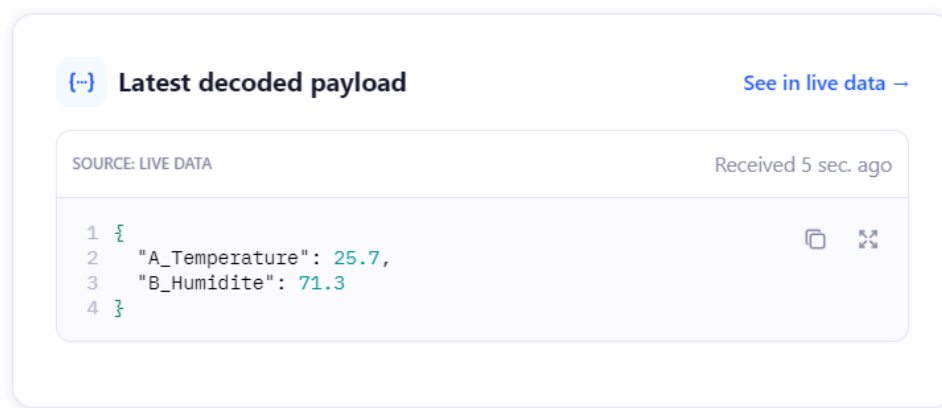 {···} Latest decoded payload
See in live data →
SOURCE: LIVE DATA
Received 5 sec. ago
1 {
2   "A_Temperature": 25.7,
3   "B_Humidite": 71.3
4 }